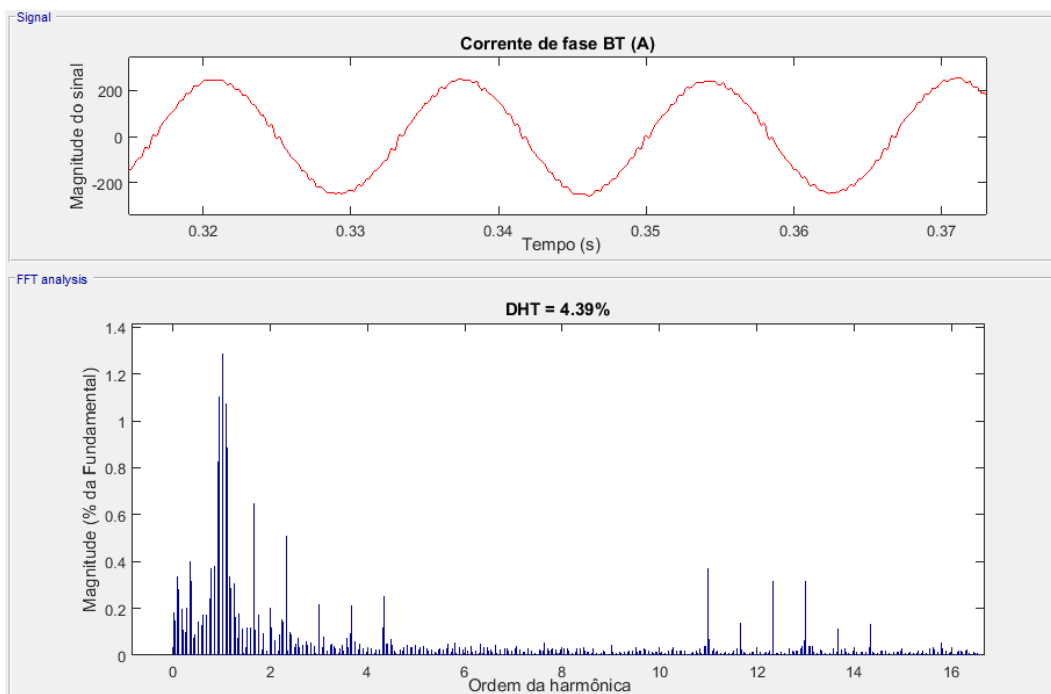 Signal
Corrente de fase BT (A)
Magnitude do sinal
200
0
-200
0.32 0.33 0.34 0.35 0.36 0.37
Tempo (s)
FFT analysis
DHT = 4.39%
Magnitude (% da Fundamental)
1.4
1.2
1
0.8
0.6
0.4
0.2
0
0 2 4 6 8 10 12 14 16
Ordem da harmônica